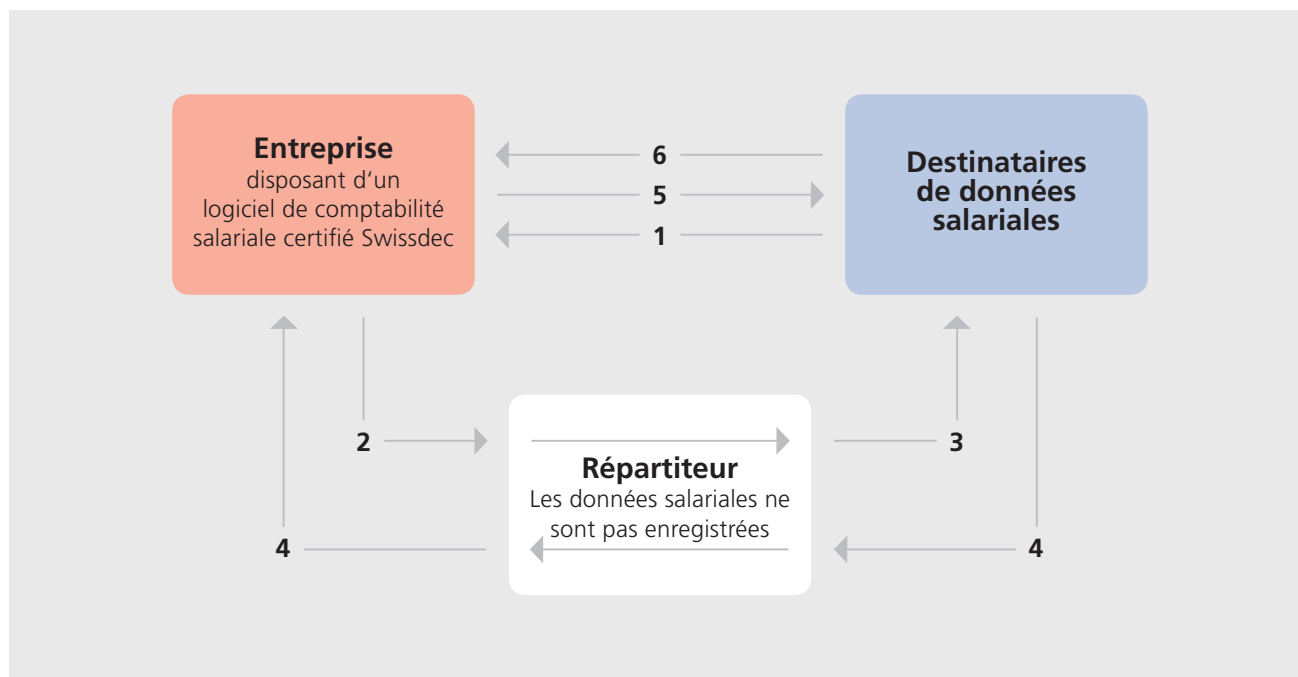 Entreprise
disposant d‘un
logiciel de comptabilité
salariale certifié Swissdec
6
5
1
Destinataires
de données
salariales
2
Répartiteur
Les données salariales ne
sont pas enregistrées
3
4
4